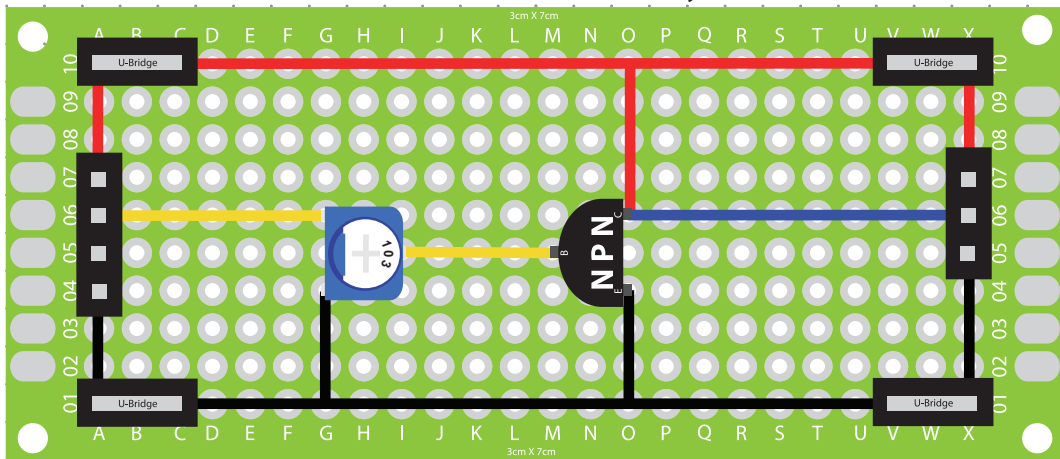 3cm X 7cm
A B C D E F G H I J K L M N O P Q R S T U V W X
10 U-Bridge U-Bridge 10
09 09
08 08
07 07
06 C 06
05 103 B NPN 05
04 E 04
03 03
02 02
01 U-Bridge U-Bridge 01
A B C D E F G H I J K L M N O P Q R S T U V W X
3cm X 7cm